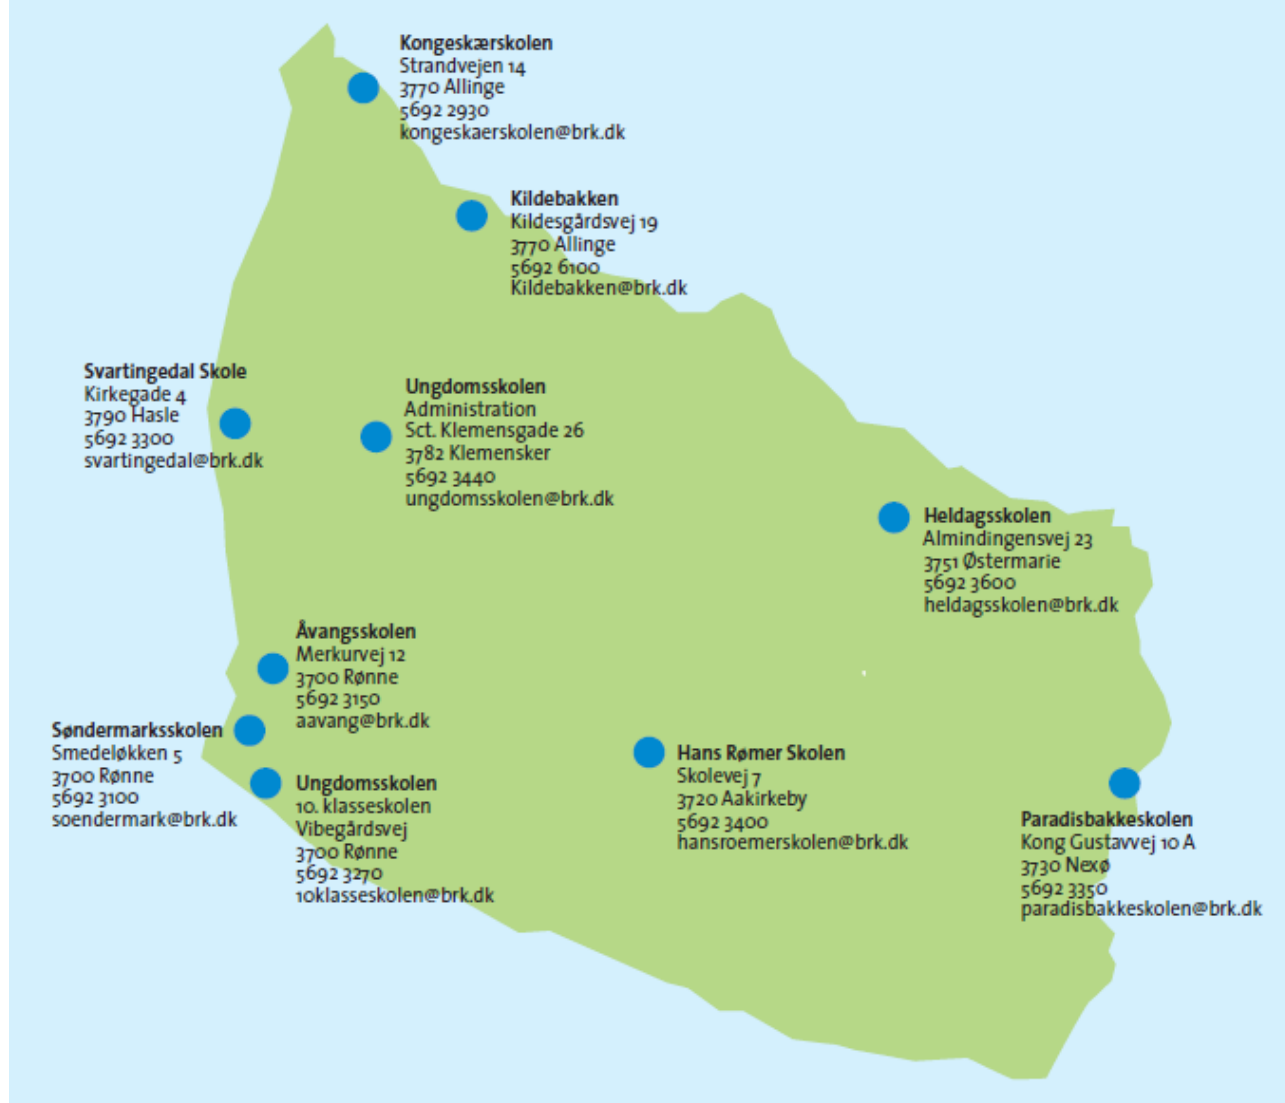 Kongeskærskolen
Strandvejen 14
3770 Allinge
5692 2930
kongeskaerskolen@brk.dk
Kildebakken
Kildesgårdsvej 19
3770 Allinge
5692 6100
Kildebakken@brk.dk
Svartingedal Skole
Kirkegade 4
3790 Hasle
5692 3300
svartingedal@brk.dk
Ungdomsskolen
Administration
Sct. Klemensgade 26
3782 Klemensker
5692 3440
ungdomsskolen@brk.dk
Heldagsskolen
Almindingensvej 23
3751 Østermarie
5692 3600
heldagsskolen@brk.dk
Åvangsskolen
Merkurvej 12
3700 Rønne
5692 3150
aavang@brk.dk
Søndermarksskolen
Smedeløkken 5
3700 Rønne
5692 3100
soendermark@brk.dk
Ungdomsskolen
10. klasseskolen
Vibegårdsvej
3700 Rønne
5692 3270
10klasseskolen@brk.dk
Hans Rømer Skolen
Skolevej 7
3720 Aakirkeby
5692 3400
hansroemerskolen@brk.dk
Paradisbakkeskolen
Kong Gustavvej 10 A
3730 Nexø
5692 3350
paradisbakkeskolen@brk.dk